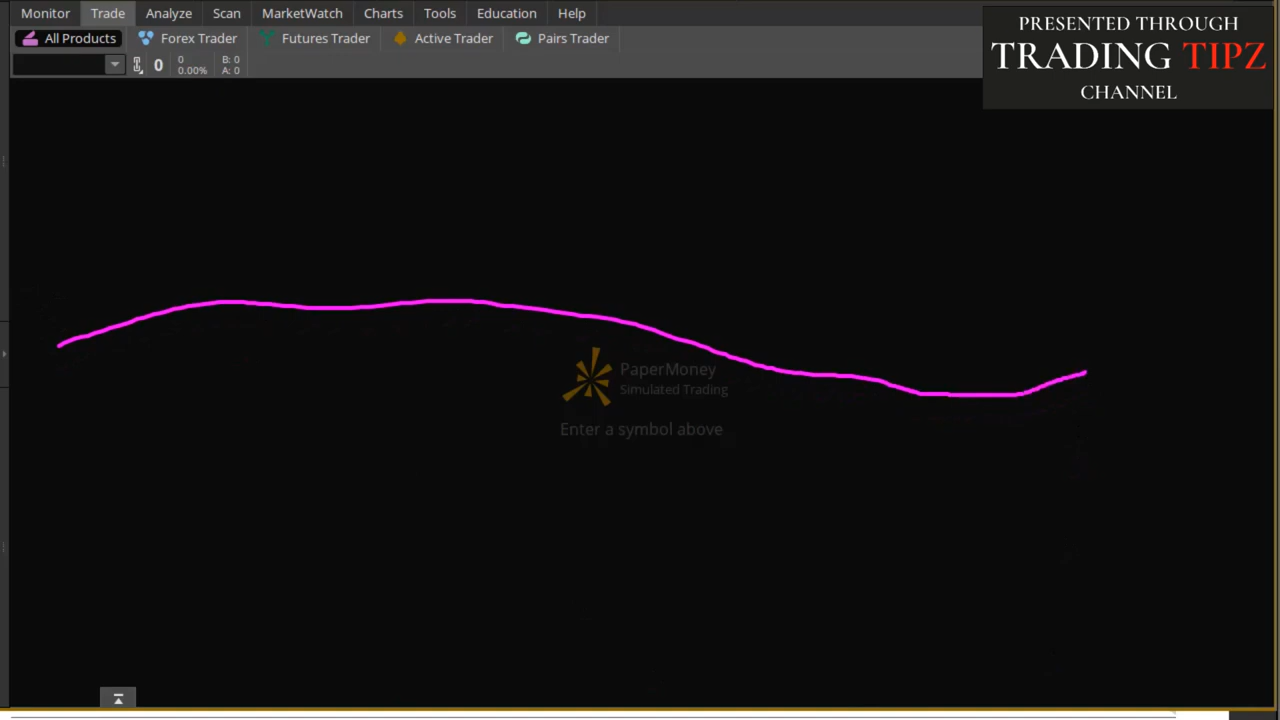 Monitor Trade Analyze Scan MarketWatch Charts Tools Education Help
All Products Forex Trader Futures Trader Active Trader Pairs Trader
0 0 B: 0
0.00% A: 0
PRESENTED THROUGH
TRADING TIPZ
CHANNEL
PaperMoney
Simulated Trading
Enter a symbol above